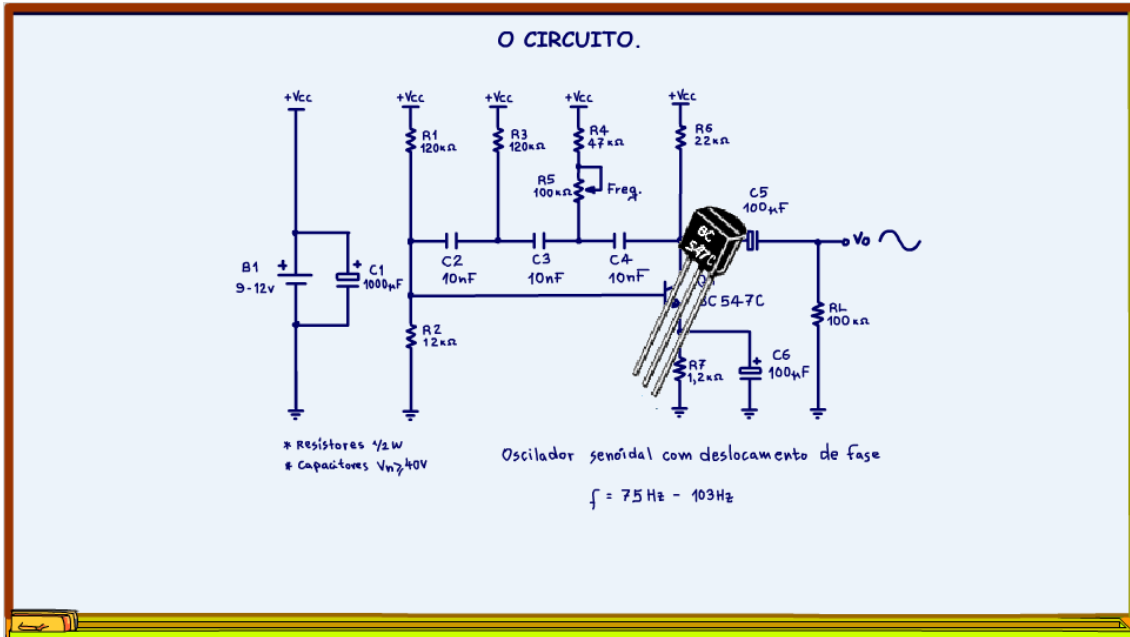 O CIRCUITO.
+Vcc
+Vcc
+Vcc
+Vcc
+Vcc
R1
120KΩ
R3
120KΩ
R4
47KΩ
R6
22KΩ
R5
100KΩ
Freq.
C5
100µF
BC
547C
Vo
C2
10nF
C3
10nF
C4
10nF
B1
9-12V
C1
1000µF
BC547C
RL
100KΩ
R2
12KΩ
R7
1,2KΩ
C6
100µF
* Resistores 1/2 W
* Capacitores Vn≥40V
Oscilador senoidal com deslocamento de fase
f = 75Hz - 103Hz